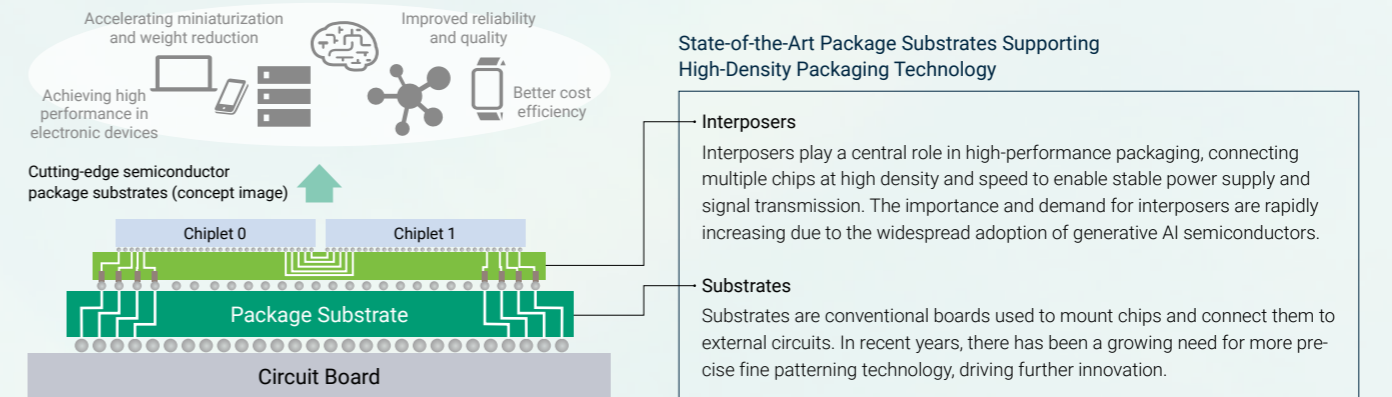 Accelerating miniaturization
and weight reduction
Improved reliability
and quality
Achieving high
performance in
electronic devices
Better cost
efficiency
Cutting-edge semiconductor
package substrates (concept image)
Chiplet 0
Chiplet 1
Package Substrate
Circuit Board
State-of-the-Art Package Substrates Supporting
High-Density Packaging Technology
Interposers
Interposers play a central role in high-performance packaging, connecting
multiple chips at high density and speed to enable stable power supply and
signal transmission. The importance and demand for interposers are rapidly
increasing due to the widespread adoption of generative AI semiconductors.
Substrates
Substrates are conventional boards used to mount chips and connect them to
external circuits. In recent years, there has been a growing need for more pre-
cise fine patterning technology, driving further innovation.